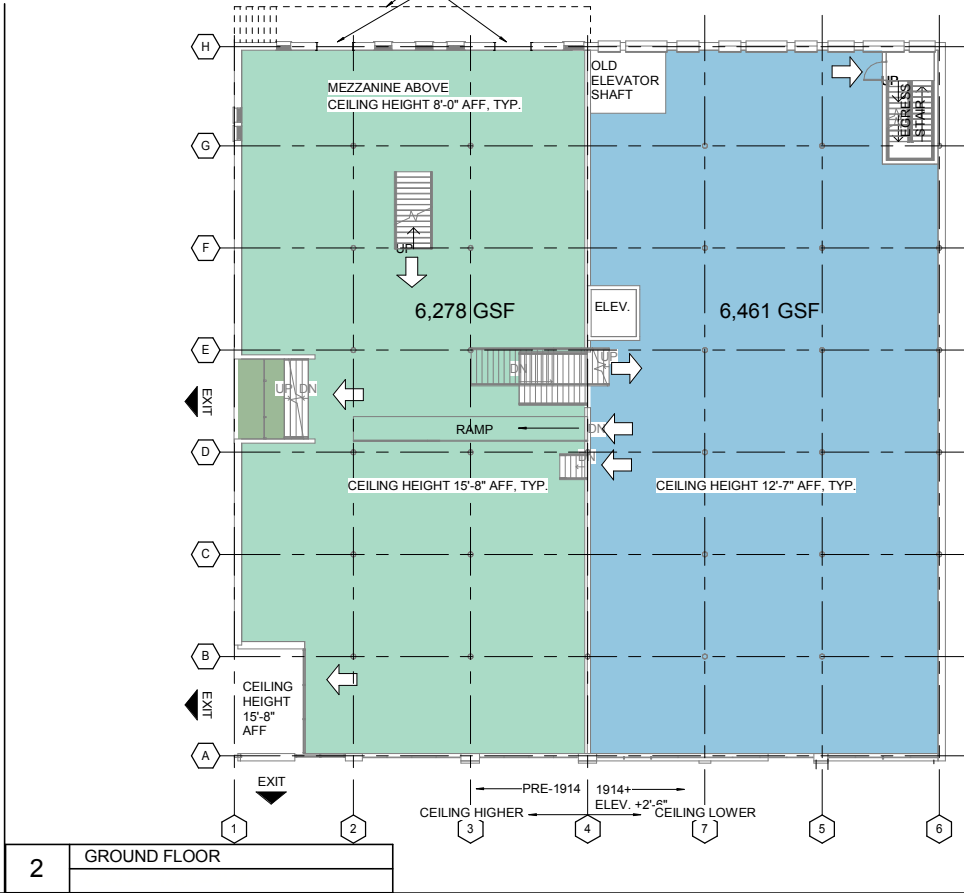 H
OLD
ELEVATOR
SHAFT
UP
EGRESS
STAIR
MEZZANINE ABOVE
CEILING HEIGHT 8'-0" AFF, TYP.
G
F
UP
6,278 GSF
ELEV.
6,461 GSF
E
DN
UP
UP DN
EXIT
RAMP
DN
D
DN
CEILING HEIGHT 15'-8" AFF, TYP.
CEILING HEIGHT 12'-7" AFF, TYP.
C
B
CEILING
HEIGHT
15'-8"
AFF
EXIT
A
EXIT
PRE-1914
1914+
ELEV. +2'-6"
CEILING HIGHER
CEILING LOWER
1
2
3
4
7
5
6
2
GROUND FLOOR